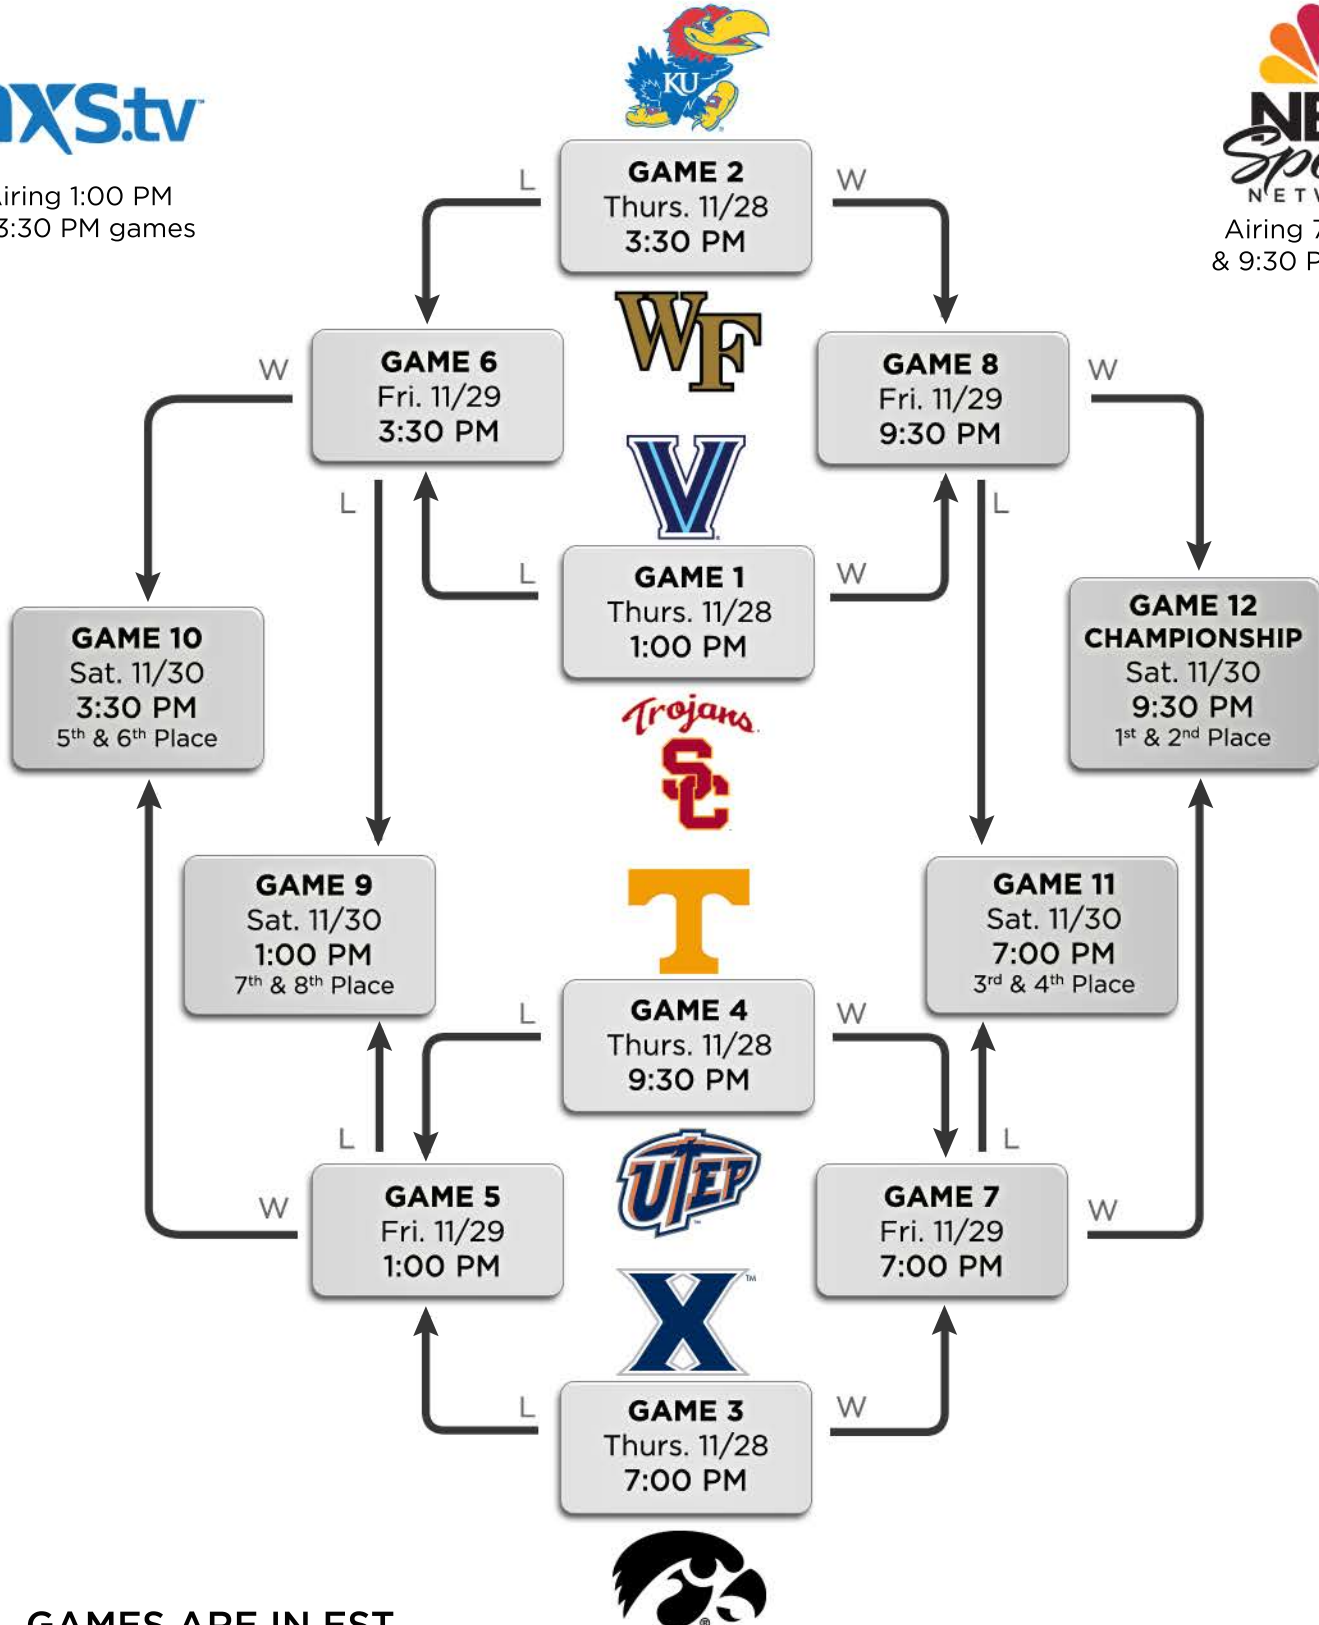 KU
GAME 2
Thurs. 11/28
3:30 PM
L
W
1:00 PM
3:30 PM games
NETW
Airing 7
& 9:30 P
WF
GAME 6
Fri. 11/29
3:30 PM
W
L
GAME 8
Fri. 11/29
9:30 PM
W
L
V
GAME 1
Thurs. 11/28
1:00 PM
L
W
Trojans
SC
GAME 10
Sat. 11/30
3:30 PM
5th & 6th Place
GAME 12
CHAMPIONSHIP
Sat. 11/30
9:30 PM
1st & 2nd Place
GAME 9
Sat. 11/30
1:00 PM
7th & 8th Place
GAME 11
Sat. 11/30
7:00 PM
3rd & 4th Place
T
GAME 4
Thurs. 11/28
9:30 PM
L
W
UTEP
GAME 5
Fri. 11/29
1:00 PM
L
W
GAME 7
Fri. 11/29
7:00 PM
L
W
X
TM
GAME 3
Thurs. 11/28
7:00 PM
L
W
GAMES ARE IN EST